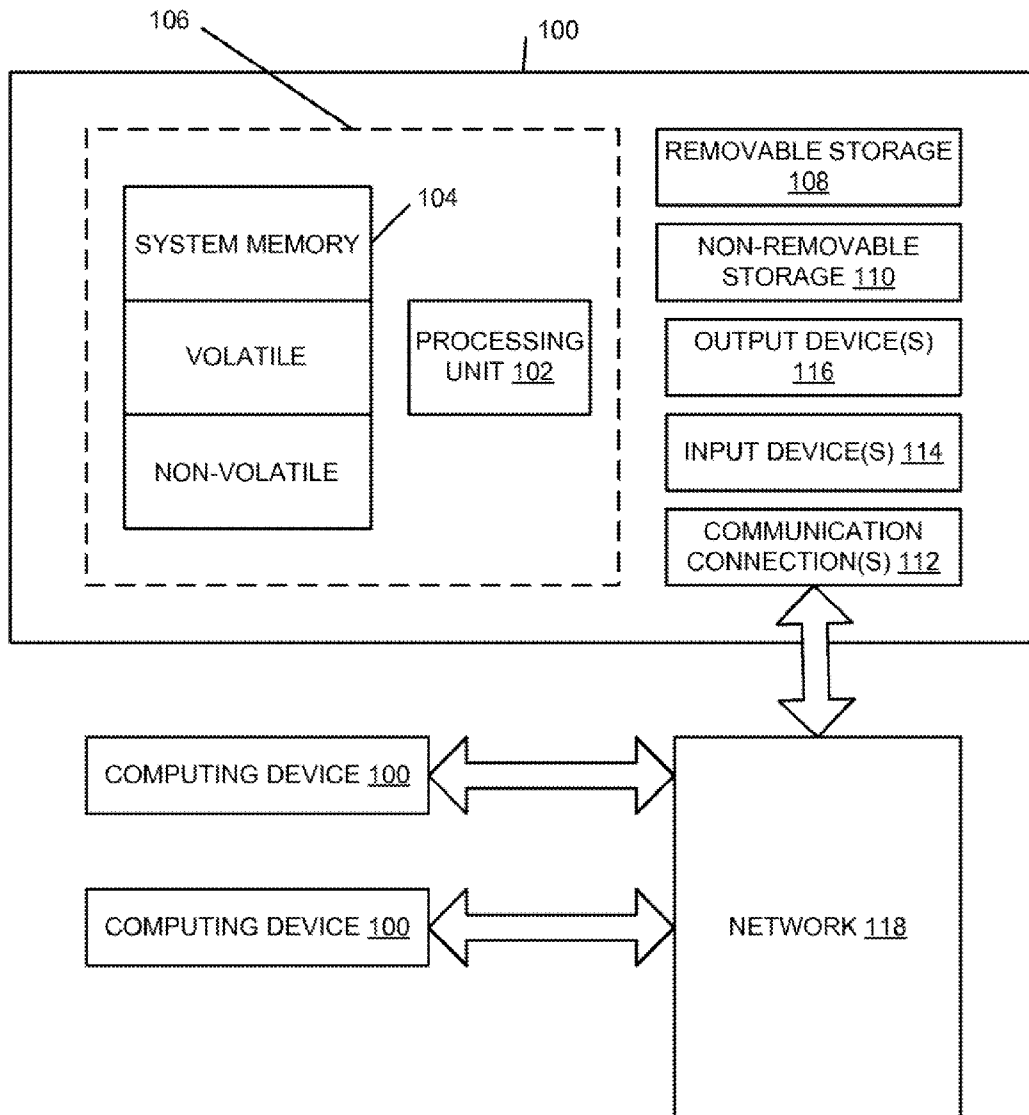 106
100
104
SYSTEM MEMORY
VOLATILE
NON-VOLATILE
PROCESSING
UNIT 102
REMOVABLE STORAGE
108
NON-REMOVABLE
STORAGE 110
OUTPUT DEVICE(S)
116
INPUT DEVICE(S) 114
COMMUNICATION
CONNECTION(S) 112
COMPUTING DEVICE 100
COMPUTING DEVICE 100
NETWORK 118